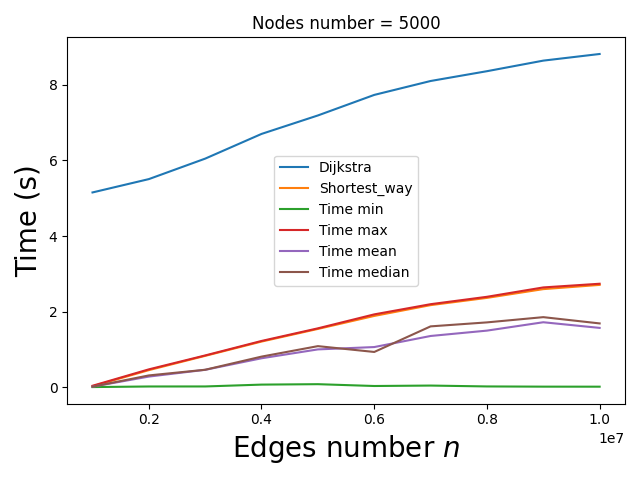 Nodes number = 5000
Time (s)
8
6
4
2
0
Dijkstra
Shortest_way
Time min
Time max
Time mean
Time median
0.2 0.4 0.6 0.8 1.0
1e7
Edges number n